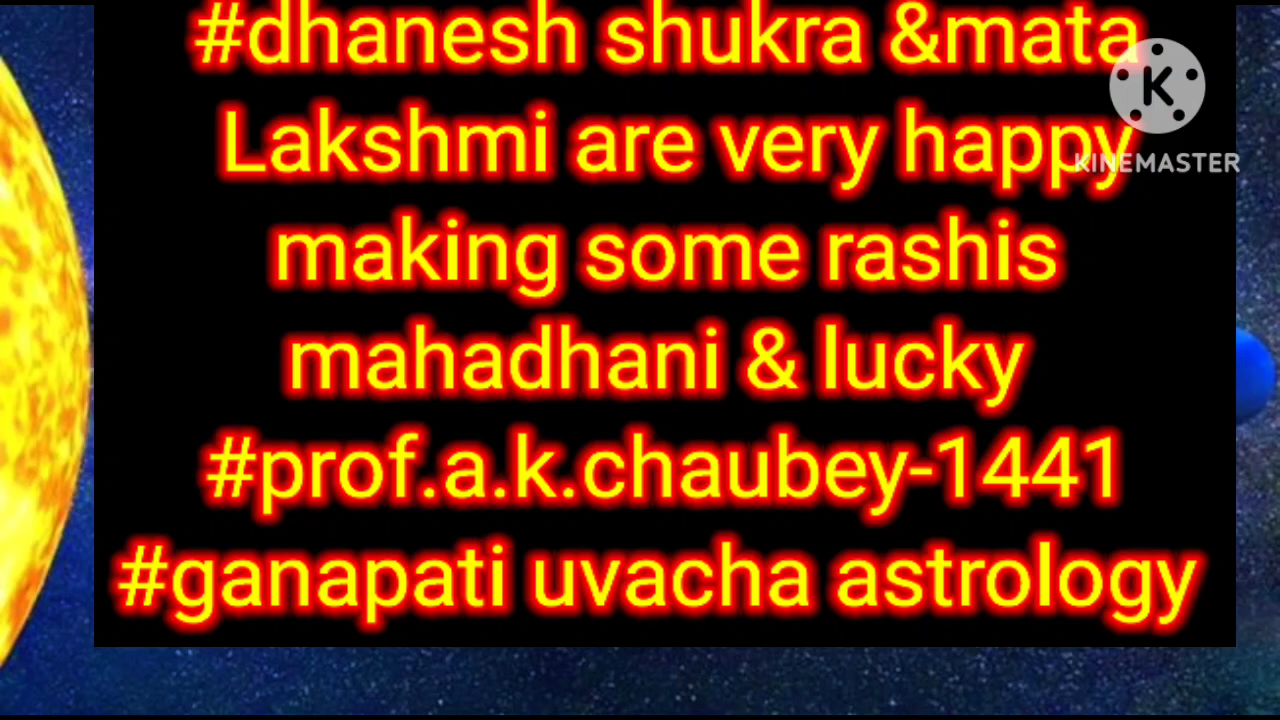 #dhanesh shukra &mata
Lakshmi are very happy
making some rashis
mahadhani & lucky
#prof.a.k.chaubey-1441
#ganapati uvacha astrology
K
KINEMASTER